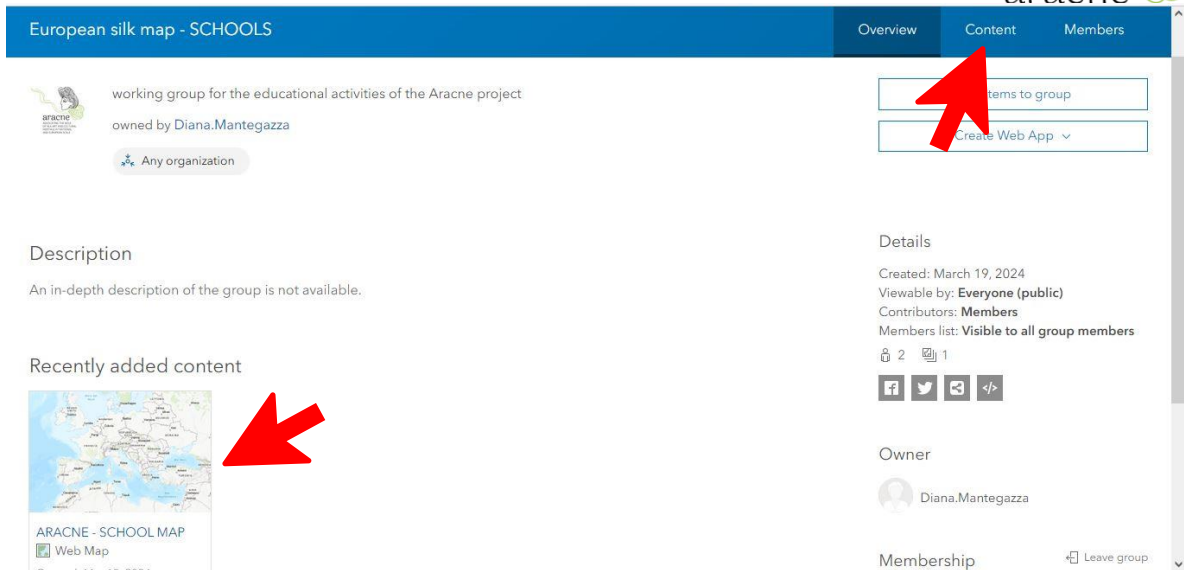 aracne
European silk map - SCHOOLS
Overview
Content
Members
working group for the educational activities of the Aracne project
owned by Diana.Mantegazza
Any organization
aracne
tems to group
Create Web App
Description
An in-depth description of the group is not available.
Details
Created: March 19, 2024
Viewable by: Everyone (public)
Contributors: Members
Members list: Visible to all group members
2
1
Recently added content
ARACNE - SCHOOL MAP
Web Map
Owner
Diana.Mantegazza
Membership
Leave group